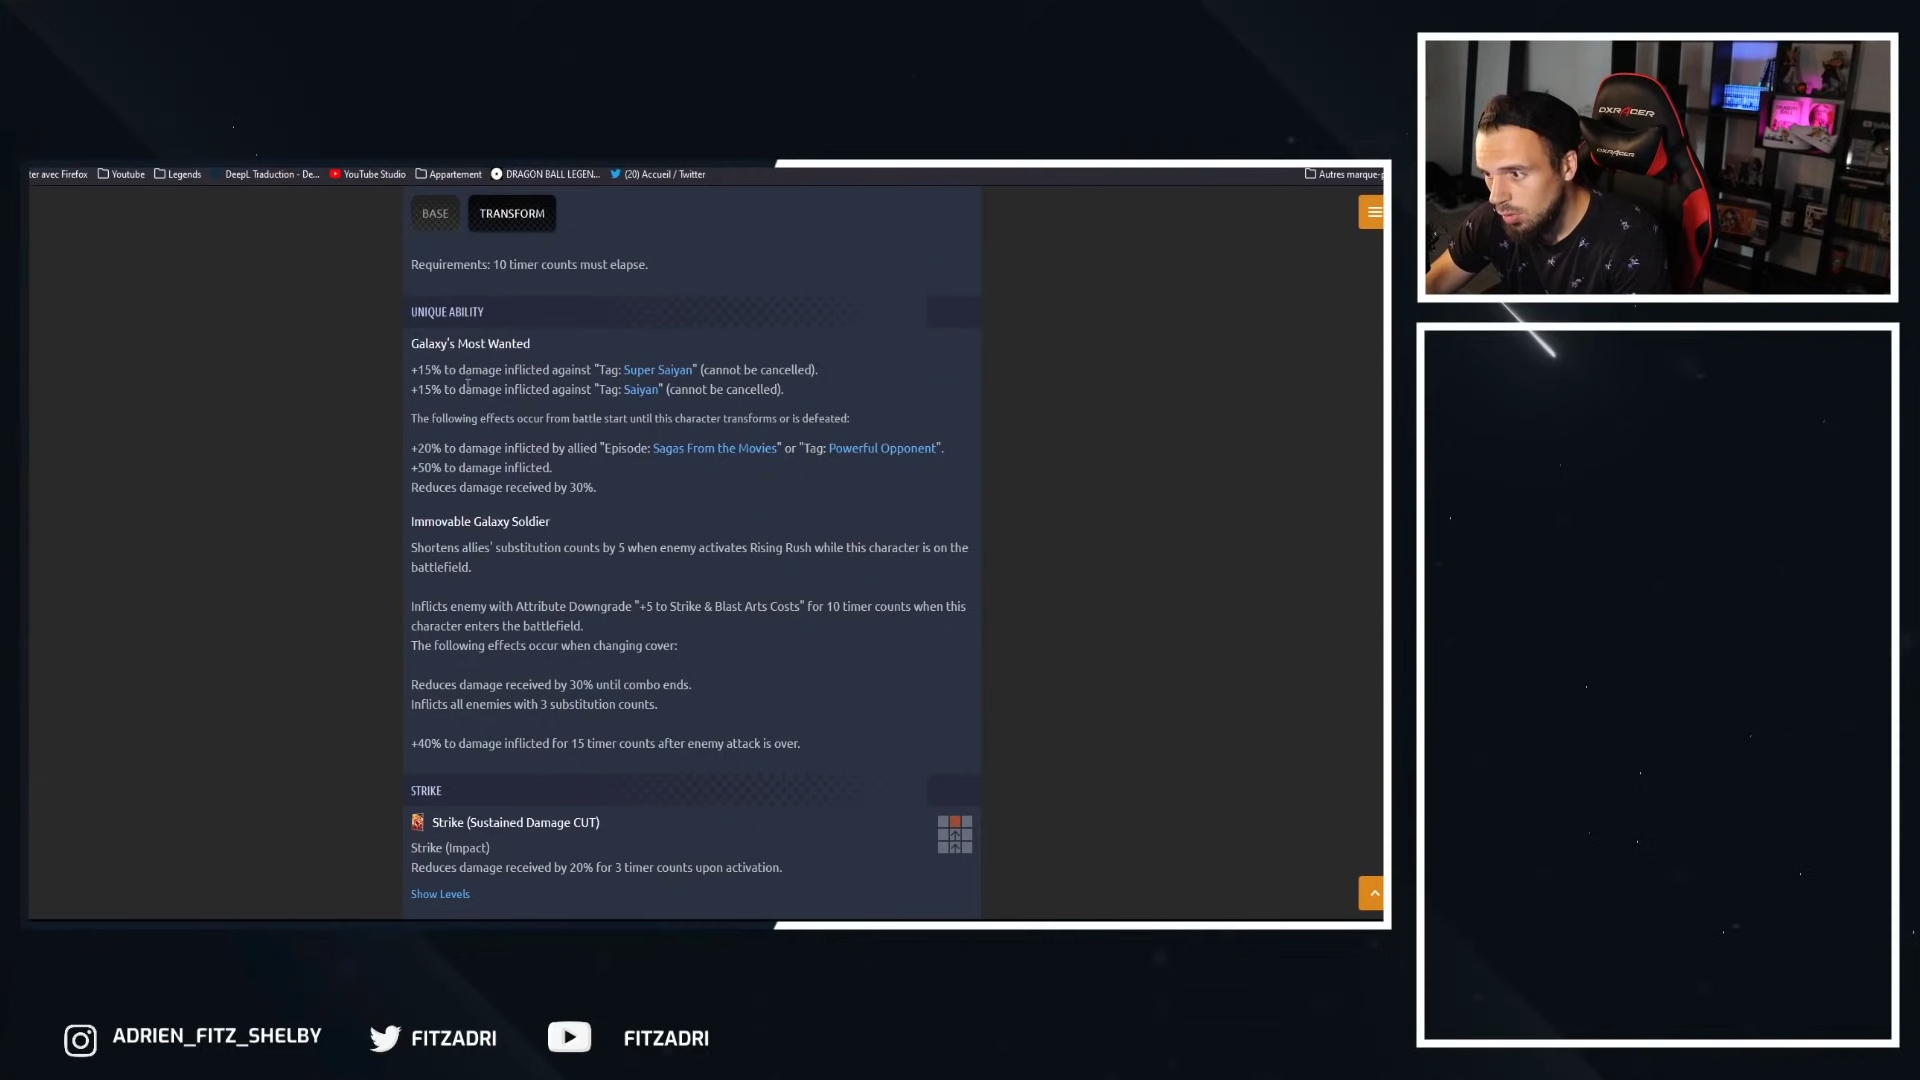 ter avec Firefox Youtube Legends DeepL Traduction - De... YouTube Studio Appartement DRAGON BALL LEGEN... (20) Accueil / Twitter Autres marque-p
BASE TRANSFORM
Requirements: 10 timer counts must elapse.
UNIQUE ABILITY
Galaxy's Most Wanted
+15% to damage inflicted against "Tag: Super Saiyan" (cannot be cancelled).
+15% to damage inflicted against "Tag: Saiyan" (cannot be cancelled).
The following effects occur from battle start until this character transforms or is defeated:
+20% to damage inflicted by allied "Episode: Sagas From the Movies" or "Tag: Powerful Opponent".
+50% to damage inflicted.
Reduces damage received by 30%.
Immovable Galaxy Soldier
Shortens allies' substitution counts by 5 when enemy activates Rising Rush while this character is on the
battlefield.
Inflicts enemy with Attribute Downgrade "+5 to Strike & Blast Arts Costs" for 10 timer counts when this
character enters the battlefield.
The following effects occur when changing cover:
Reduces damage received by 30% until combo ends.
Inflicts all enemies with 3 substitution counts.
+40% to damage inflicted for 15 timer counts after enemy attack is over.
STRIKE
Strike (Sustained Damage CUT)
Strike (Impact)
Reduces damage received by 20% for 3 timer counts upon activation.
Show Levels
DXRACER
DXRACER
ADRIEN_FITZ_SHELBY FITZADRI FITZADRI